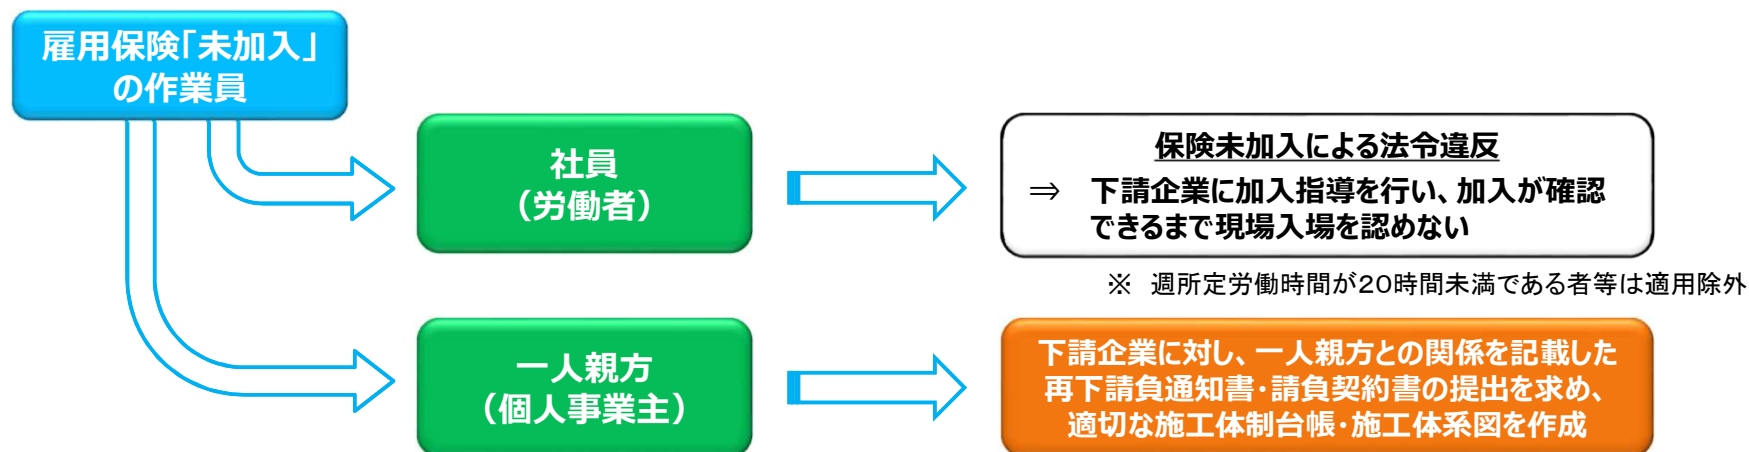 雇用保険「未加入」
の作業員
社員
（労働者）
保険未加入による法令違反
⇒　下請企業に加入指導を行い、加入が確認
できるまで現場入場を認めない
※　週所定労働時間が２０時間未満である者等は適用除外
一人親方
（個人事業主）
下請企業に対し、一人親方との関係を記載した
再下請負通知書・請負契約書の提出を求め、
適切な施工体制台帳・施工体系図を作成